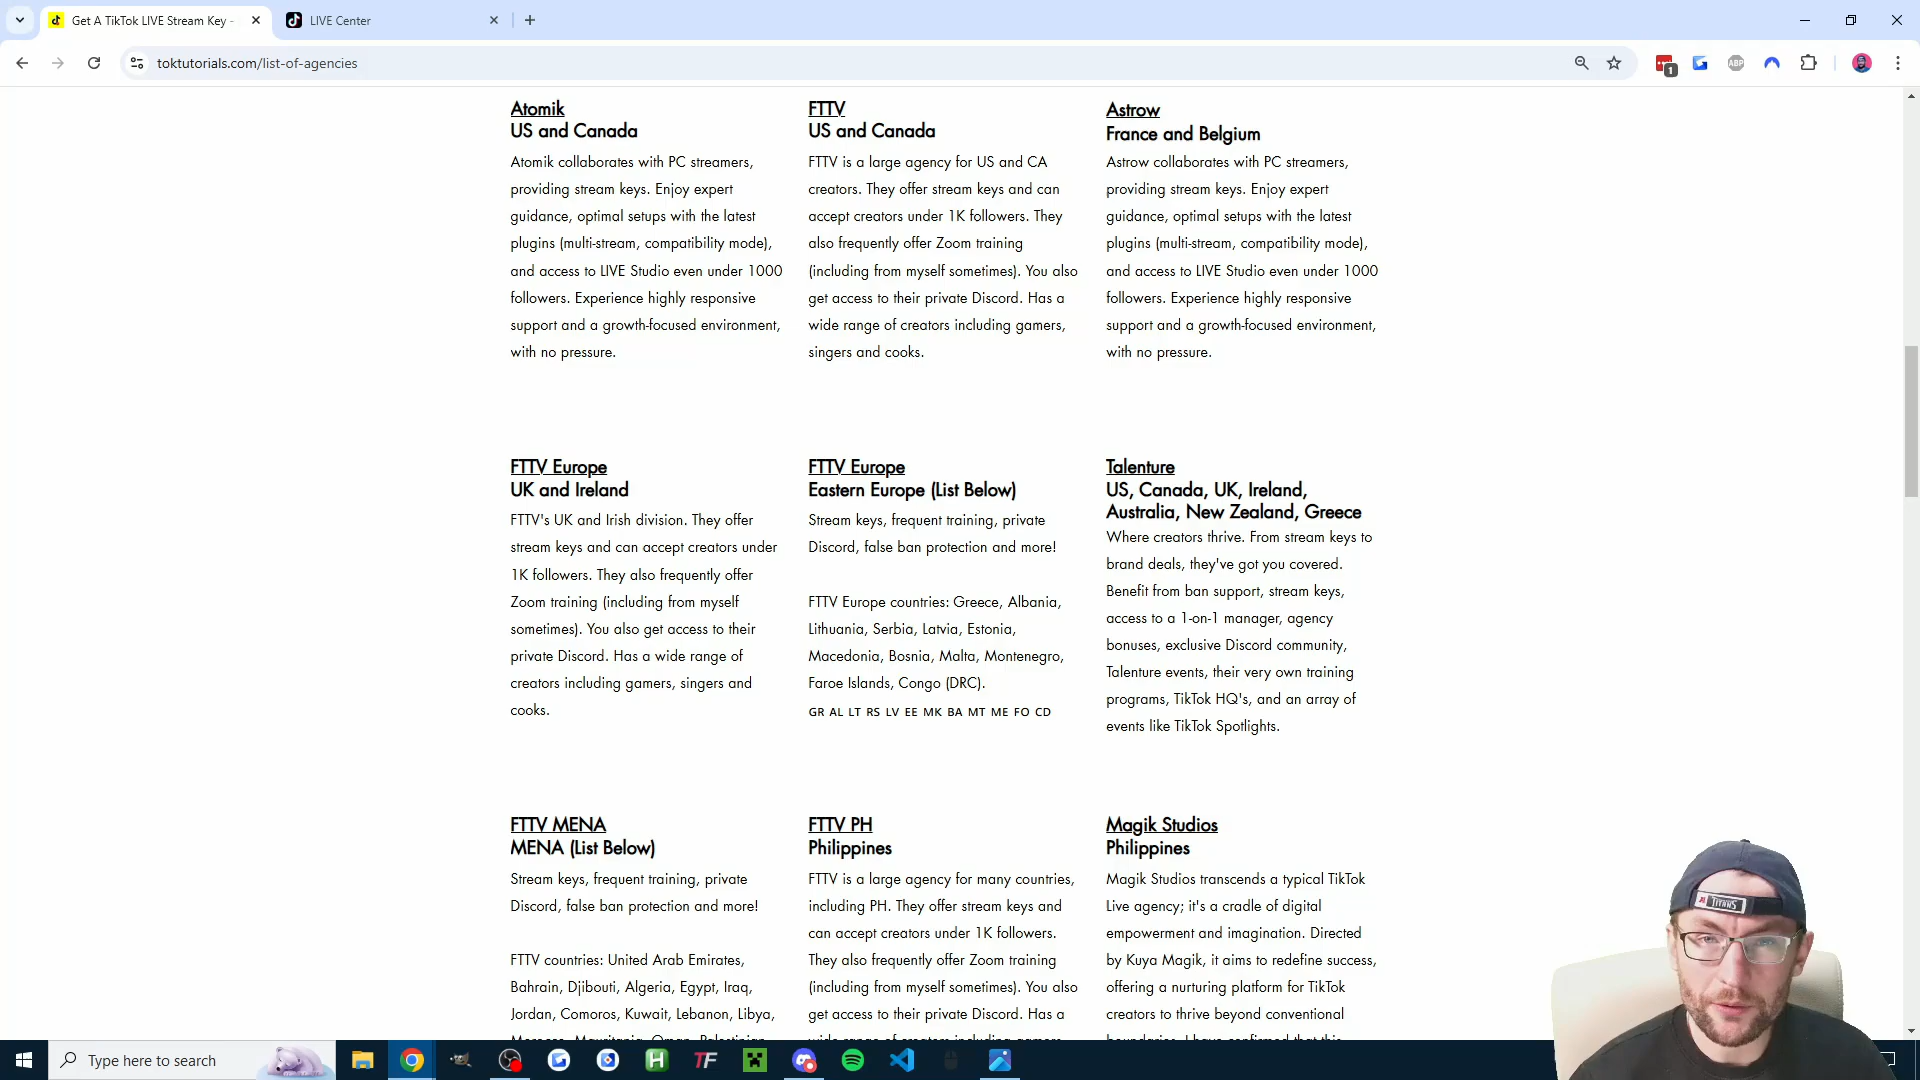 Get A TikTok LIVE Stream Key -
LIVE Center
toktutorials.com/list-of-agencies
1
ABP
Atomik
US and Canada
Atomik collaborates with PC streamers,
providing stream keys. Enjoy expert
guidance, optimal setups with the latest
plugins (multi-stream, compatibility mode),
and access to LIVE Studio even under 1000
followers. Experience highly responsive
support and a growth-focused environment,
with no pressure.
FTTV
US and Canada
FTTV is a large agency for US and CA
creators. They offer stream keys and can
accept creators under 1K followers. They
also frequently offer Zoom training
(including from myself sometimes). You also
get access to their private Discord. Has a
wide range of creators including gamers,
singers and cooks.
Astrow
France and Belgium
Astrow collaborates with PC streamers,
providing stream keys. Enjoy expert
guidance, optimal setups with the latest
plugins (multi-stream, compatibility mode),
and access to LIVE Studio even under 1000
followers. Experience highly responsive
support and a growth-focused environment,
with no pressure.
FTTV Europe
UK and Ireland
FTTV's UK and Irish division. They offer
stream keys and can accept creators under
1K followers. They also frequently offer
Zoom training (including from myself
sometimes). You also get access to their
private Discord. Has a wide range of
creators including gamers, singers and
cooks.
FTTV Europe
Eastern Europe (List Below)
Stream keys, frequent training, private
Discord, false ban protection and more!
FTTV Europe countries: Greece, Albania,
Lithuania, Serbia, Latvia, Estonia,
Macedonia, Bosnia, Malta, Montenegro,
Faroe Islands, Congo (DRC).
GR AL LT RS LV EE MK BA MT ME FO CD
Talenture
US, Canada, UK, Ireland,
Australia, New Zealand, Greece
Where creators thrive. From stream keys to
brand deals, they've got you covered.
Benefit from ban support, stream keys,
access to a 1-on-1 manager, agency
bonuses, exclusive Discord community,
Talenture events, their very own training
programs, TikTok HQ's, and an array of
events like TikTok Spotlights.
FTTV MENA
MENA (List Below)
Stream keys, frequent training, private
Discord, false ban protection and more!
FTTV countries: United Arab Emirates,
Bahrain, Djibouti, Algeria, Egypt, Iraq,
Jordan, Comoros, Kuwait, Lebanon, Libya,
Morocco, Mauritania, Oman, Palestinian
FTTV PH
Philippines
FTTV is a large agency for many countries,
including PH. They offer stream keys and
can accept creators under 1K followers.
They also frequently offer Zoom training
(including from myself sometimes). You also
get access to their private Discord. Has a
wide range of creators including gamers
Magik Studios
Philippines
Magik Studios transcends a typical TikTok
Live agency; it's a cradle of digital
empowerment and imagination. Directed
by Kuya Magik, it aims to redefine success,
offering a nurturing platform for TikTok
creators to thrive beyond conventional
boundaries. I have confirmed that this
TITANS
Type here to search
H
TF